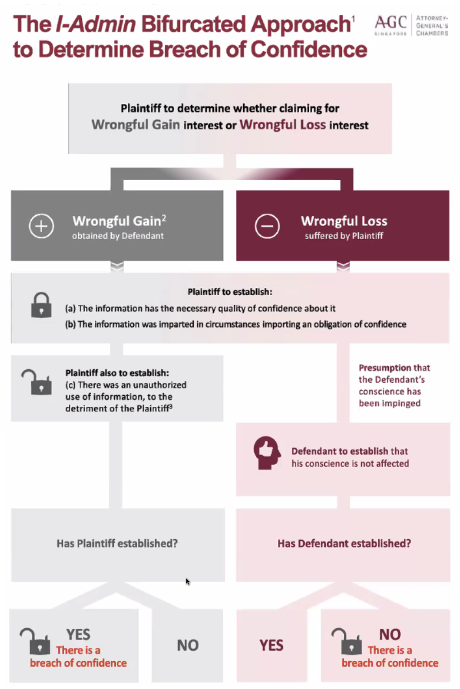 The I-Admin Bifurcated Approach¹
to Determine Breach of Confidence
AGC
SINGAPORE
ATTORNEY-
GENERAL'S
CHAMBERS
Plaintiff to determine whether claiming for
Wrongful Gain interest or Wrongful Loss interest
Wrongful Gain²
obtained by Defendant
Wrongful Loss
suffered by Plaintiff
Plaintiff to establish:
(a) The information has the necessary quality of confidence about it
(b) The information was imparted in circumstances importing an obligation of confidence
Plaintiff also to establish:
(c) There was an unauthorized
use of information, to the
detriment of the Plaintiff³
Presumption that
the Defendant's
conscience has
been impinged
Defendant to establish that
his conscience is not affected
Has Plaintiff established?
Has Defendant established?
YES
There is a
breach of confidence
NO
YES
NO
There is a
breach of confidence